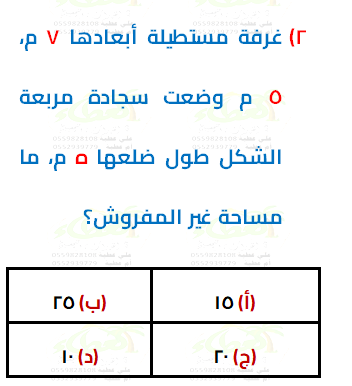 ٢) غرفة مستطيلة أبعادها ٧ م،
٥ م وضعت سجادة مربعة
الشكل طول ضلعها ٥ م، ما
مساحة غير المفروش؟
(أ) ١٥
(ب) ٢٥
(ج) ٢٠
(د) ١٠